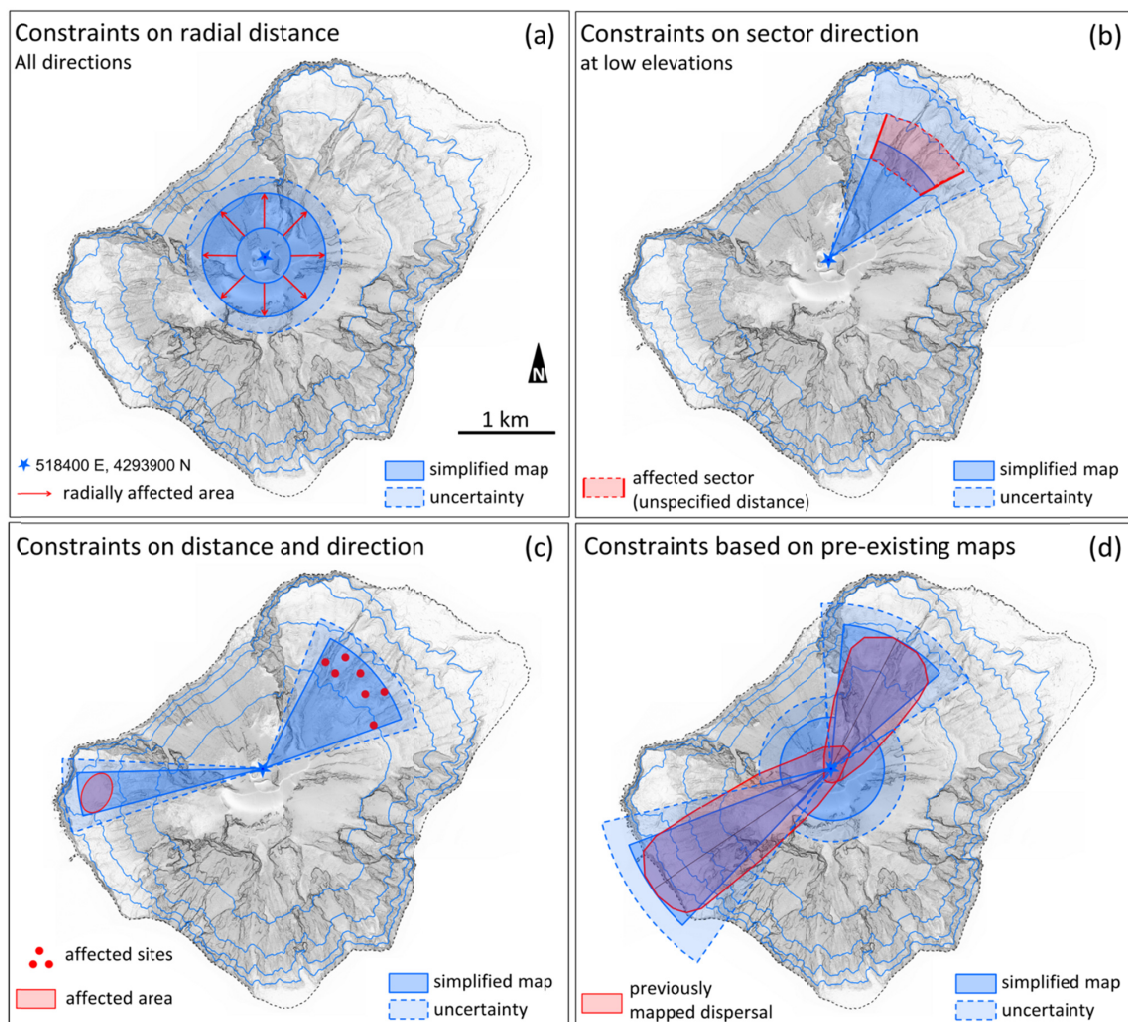 Constraints on radial distance
(a)
All directions
N
1 km
518400 E, 4293900 N
radially affected area
simplified map
uncertainty
Constraints on sector direction
(b)
at low elevations
affected sector
(unspecified distance)
simplified map
uncertainty
Constraints on distance and direction
(c)
affected sites
affected area
simplified map
uncertainty
Constraints based on pre-existing maps
(d)
previously
mapped dispersal
simplified map
uncertainty